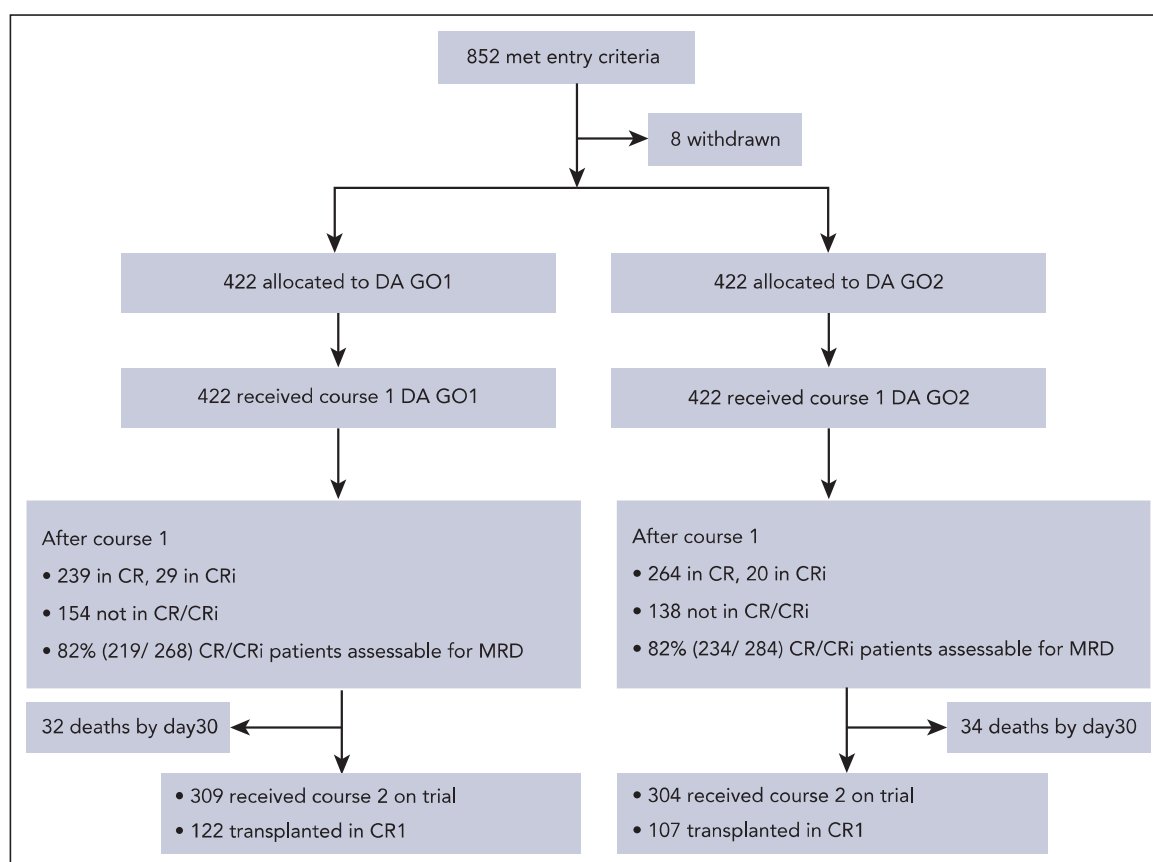 852 met entry criteria
8 withdrawn
422 allocated to DA GO1
422 allocated to DA GO2
422 received course 1 DA GO1
422 received course 1 DA GO2
After course 1
• 239 in CR, 29 in CRi
• 154 not in CR/CRi
• 82% (219/ 268) CR/CRi patients assessable for MRD
After course 1
• 264 in CR, 20 in CRi
• 138 not in CR/CRi
• 82% (234/ 284) CR/CRi patients assessable for MRD
32 deaths by day30
34 deaths by day30
• 309 received course 2 on trial
• 122 transplanted in CR1
• 304 received course 2 on trial
• 107 transplanted in CR1